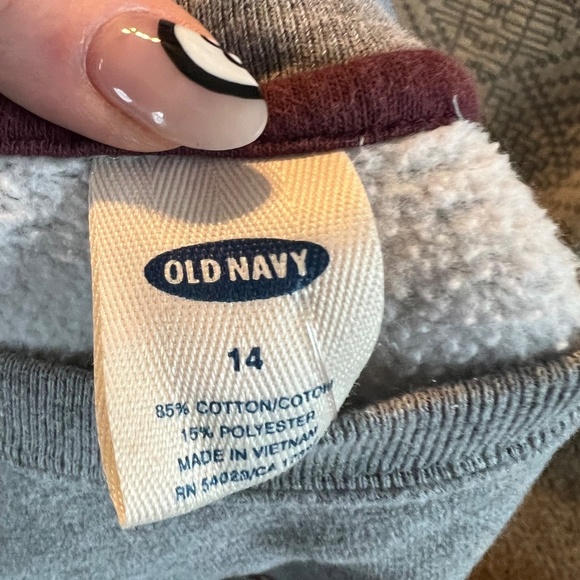 OLD NAVY
14
85% COTTON/COTON
15% POLYESTER
MADE IN VIETNAM
RN 54023/CA